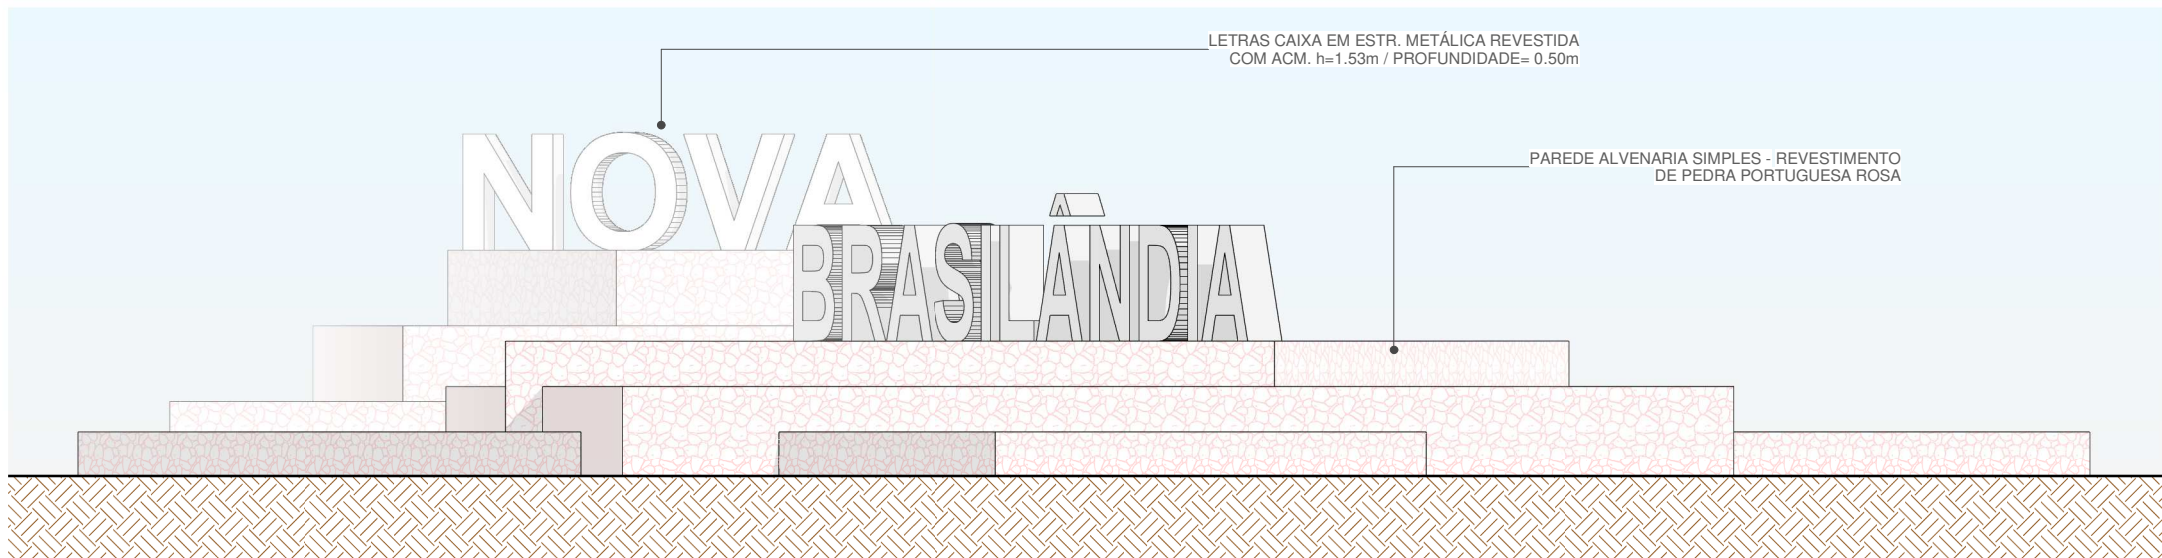 LETRAS CAIXA EM ESTR. METÁLICA REVESTIDA
COM ACM. h=1.53m / PROFUNDIDADE= 0.50m
NOVA
PAREDE ALVENARIA SIMPLES - REVESTIMENTO
DE PEDRA PORTUGUESA ROSA
BRASILÂNDIA